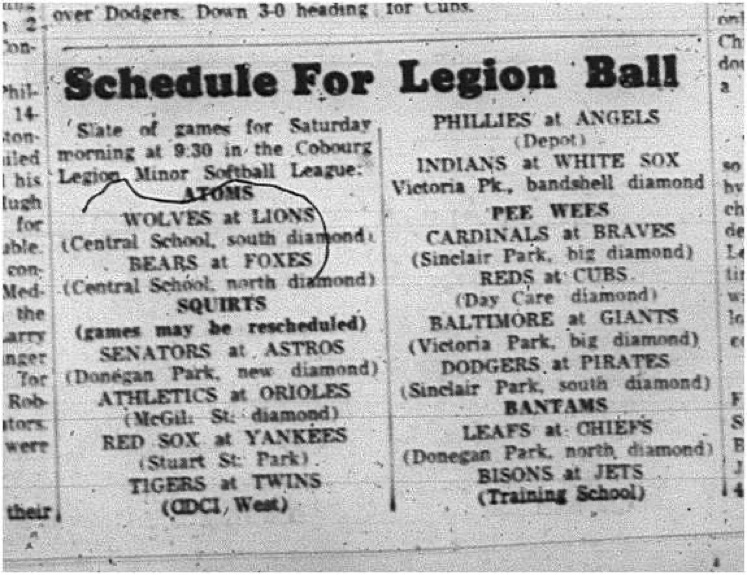 over Dodgers. Down 3-0 heading for Cubs.
Schedule For Legion Ball
Slate of games for Saturday
morning at 9:30 in the Cobourg
Legion Minor Softball League:
ATOMS
WOLVES at LIONS
(Central School, south diamond)
BEARS at FOXES
(Central School, north diamond)
SQUIRTS
(games may be rescheduled)
SENATORS at ASTROS
(Donegan Park, new diamond)
ATHLETICS at ORIOLES
(McGill St. diamond)
RED SOX at YANKEES
(Stuart St. Park)
TIGERS at TWINS
(CDCI, West)
PHILLIES at ANGELS
(Depot)
INDIANS at WHITE SOX
Victoria Pk., bandshell diamond
PEE WEES
CARDINALS at BRAVES
(Sinclair Park, big diamond)
REDS at CUBS
(Day Care diamond)
BALTIMORE at GIANTS
(Victoria Park, big diamond)
DODGERS at PIRATES
(Sinclair Park, south diamond)
BANTAMS
LEAFS at CHIEFS
(Donegan Park, north diamond)
BISONS at JETS
(Training School)